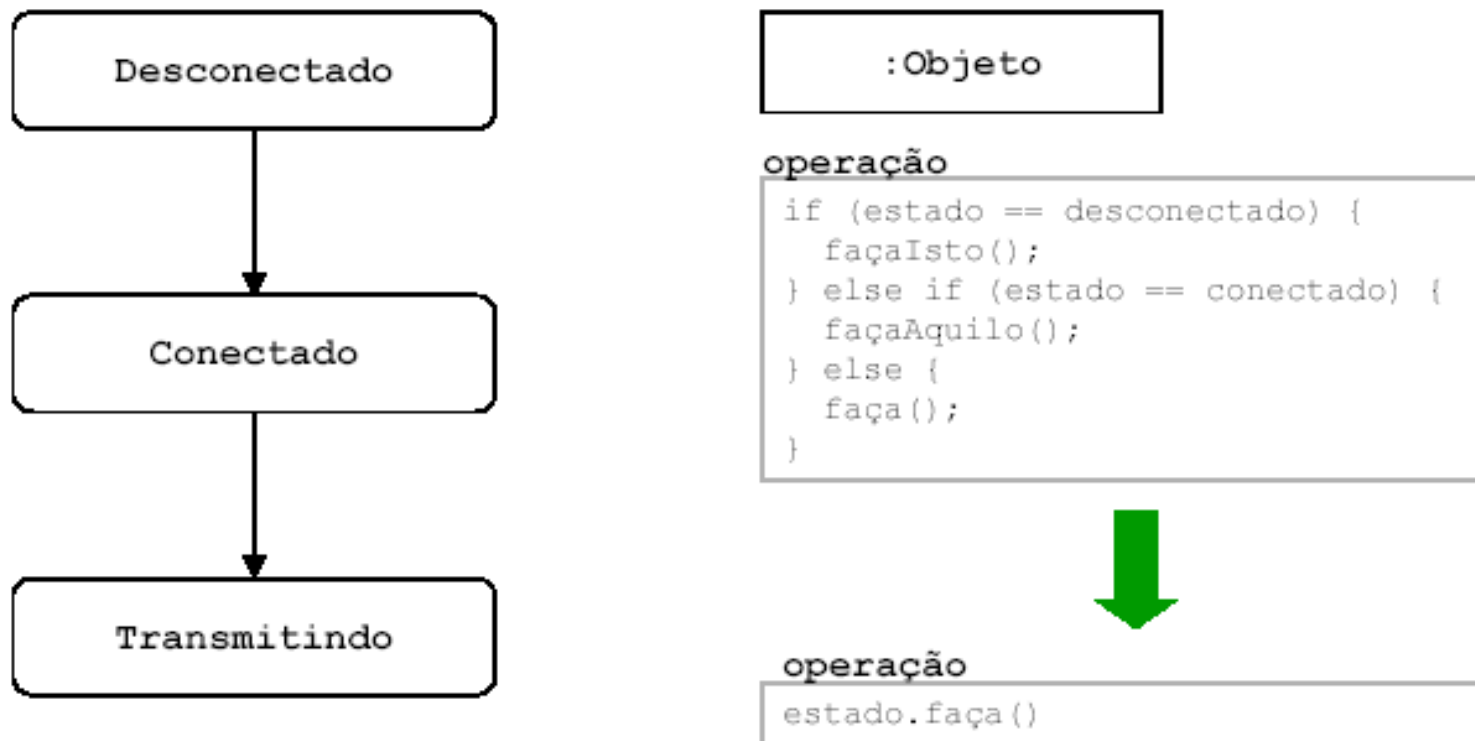 Desconectado
Conectado
Transmitindo
:Objeto
operação
if (estado == desconectado) {
  façaIsto();
} else if (estado == conectado) {
  façaAquilo();
} else {
  faça();
}
operação
estado.faça()